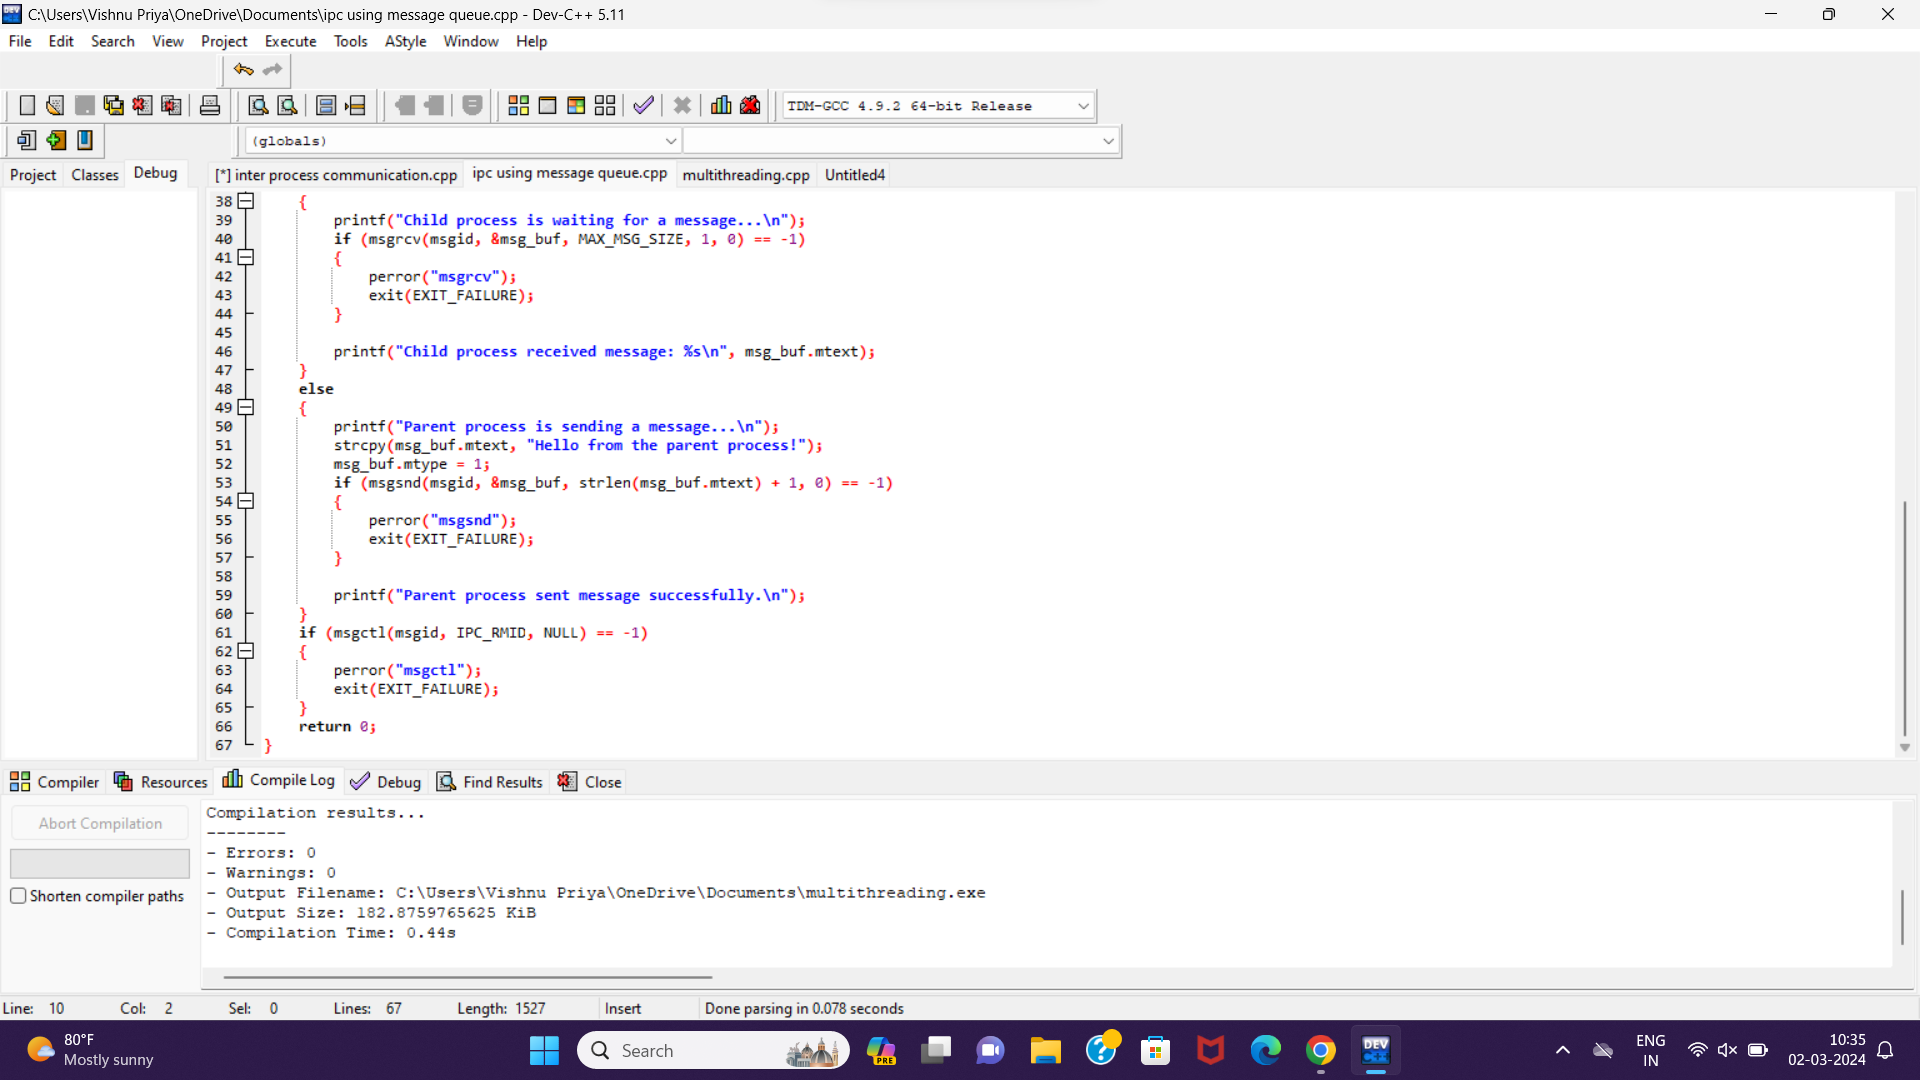 C:\Users\Vishnu Priya\OneDrive\Documents\ipc using message queue.cpp - Dev-C++ 5.11
File Edit Search View Project Execute Tools AStyle Window Help
TDM-GCC 4.9.2 64-bit Release
(globals)
Project Classes Debug
[*] inter process communication.cpp ipc using message queue.cpp multithreading.cpp Untitled4
38 {
39 printf("Child process is waiting for a message...\n");
40 if (msgrcv(msgid, &msg_buf, MAX_MSG_SIZE, 1, 0) == -1)
41 {
42 perror("msgrcv");
43 exit(EXIT_FAILURE);
44 }
45
46 printf("Child process received message: %s\n", msg_buf.mtext);
47 }
48 else
49 {
50 printf("Parent process is sending a message...\n");
51 strcpy(msg_buf.mtext, "Hello from the parent process!");
52 msg_buf.mtype = 1;
53 if (msgsnd(msgid, &msg_buf, strlen(msg_buf.mtext) + 1, 0) == -1)
54 {
55 perror("msgsnd");
56 exit(EXIT_FAILURE);
57 }
58
59 printf("Parent process sent message successfully.\n");
60 }
61 if (msgctl(msgid, IPC_RMID, NULL) == -1)
62 {
63 perror("msgctl");
64 exit(EXIT_FAILURE);
65 }
66 return 0;
67 }
Compiler Resources Compile Log Debug Find Results Close
Abort Compilation
Shorten compiler paths
Compilation results...
--------
- Errors: 0
- Warnings: 0
- Output Filename: C:\Users\Vishnu Priya\OneDrive\Documents\multithreading.exe
- Output Size: 182.8759765625 KiB
- Compilation Time: 0.44s
Line: 10 Col: 2 Sel: 0 Lines: 67 Length: 1527 Insert Done parsing in 0.078 seconds
80°F
Mostly sunny
Search
PRE
DEV
C++
ENG
IN
10:35
02-03-2024